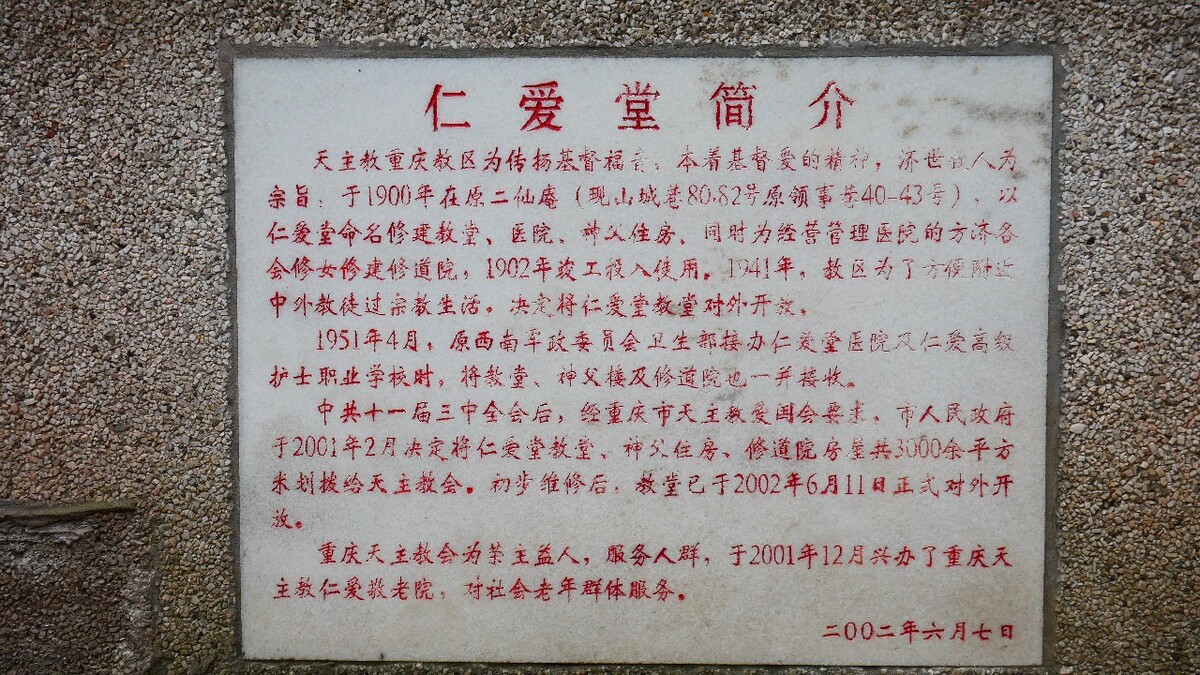 仁爱堂简介
天主教重庆教区为传扬基督福音，本着基督爱的精神，济世救人为
宗旨，于1900年在原二仙庵（现山城巷80.82号原领事巷40-43号），以
仁爱堂命名修建教堂、医院、神父住房、同时为经营管理医院的方济各
会修女修建修道院，1902年竣工投入使用。1941年，教区为了方便附近
中外教徒过宗教生活，决定将仁爱堂教堂对外开放。
1951年4月，原西南军政委员会卫生部接办仁爱堂医院及仁爱高级
护士职业学校时，将教堂、神父楼及修道院也一并接收。
中共十一届三中全会后，经重庆市天主教爱国会要求，市人民政府
于2001年2月决定将仁爱堂教堂、神父住房、修道院房屋共3000余平方
米划拨给天主教会。初步维修后，教堂已于2002年6月11日正式对外开
放。
重庆天主教会为荣主益人，服务人群，于2001年12月兴办了重庆天
主教仁爱敬老院，对社会老年群体服务。
二00二年六月七日